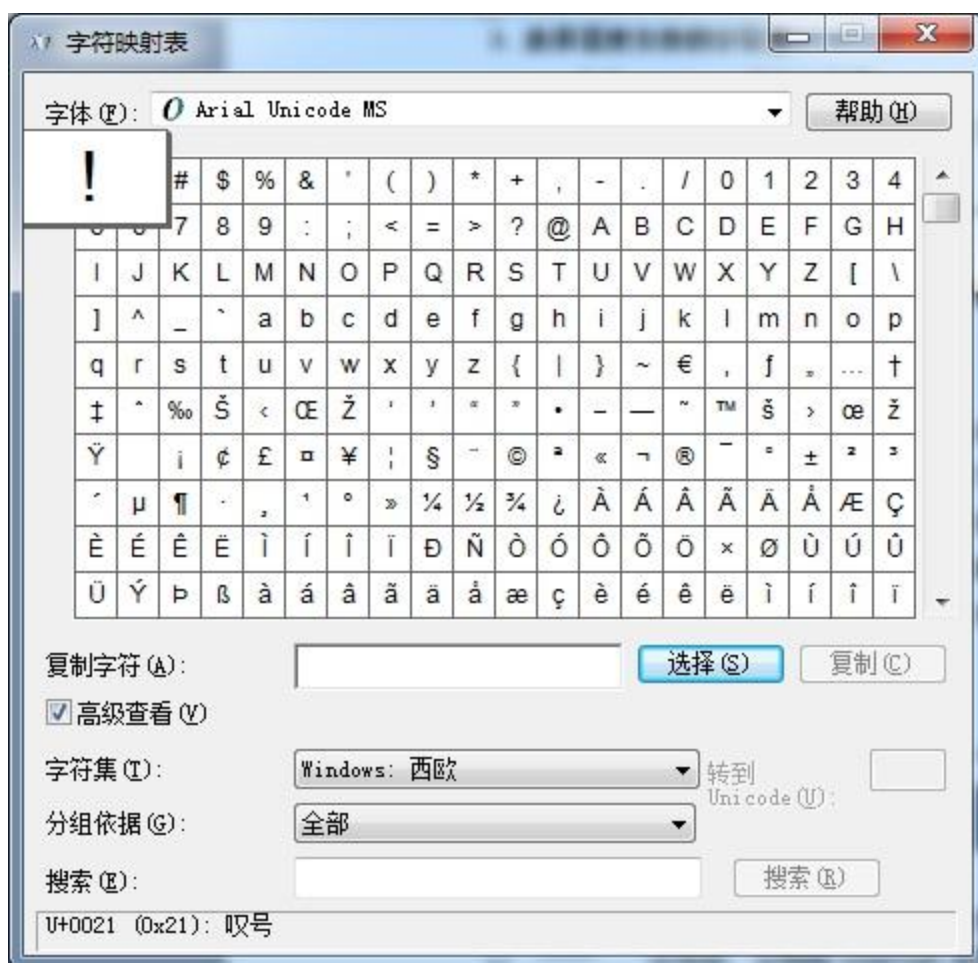 字符映射表
字体(F): O Arial Unicode MS 帮助(H)
! # $ % & ' ( ) * + , - . / 0 1 2 3 4
7 8 9 : ; < = > ? @ A B C D E F G H
I J K L M N O P Q R S T U V W X Y Z [ \
] ^ _ ` a b c d e f g h i j k l m n o p
q r s t u v w x y z { | } ~ € ‚ ƒ „ … †
‡ ˆ ‰ Š ‹ Œ Ž ‘ ’ “ ” • – — ˜ ™ š › œ ž
Ÿ ¡ ¢ £ ¤ ¥ ¦ § ¨ © ª « ¬ ® ¯ ° ± ² ³
´ µ ¶ · ¸ ¹ º » ¼ ½ ¾ ¿ À Á Â Ã Ä Å Æ Ç
È É Ê Ë Ì Í Î Ï Ð Ñ Ò Ó Ô Õ Ö × Ø Ù Ú Û
Ü Ý Þ ß à á â ã ä å æ ç è é ê ë ì í î ï
复制字符(A): 选择(S) 复制(C)
高级查看(V)
字符集(T): Windows: 西欧 转到
Unicode(U):
分组依据(G): 全部
搜索(E): 搜索(R)
U+0021 (0x21): 叹号